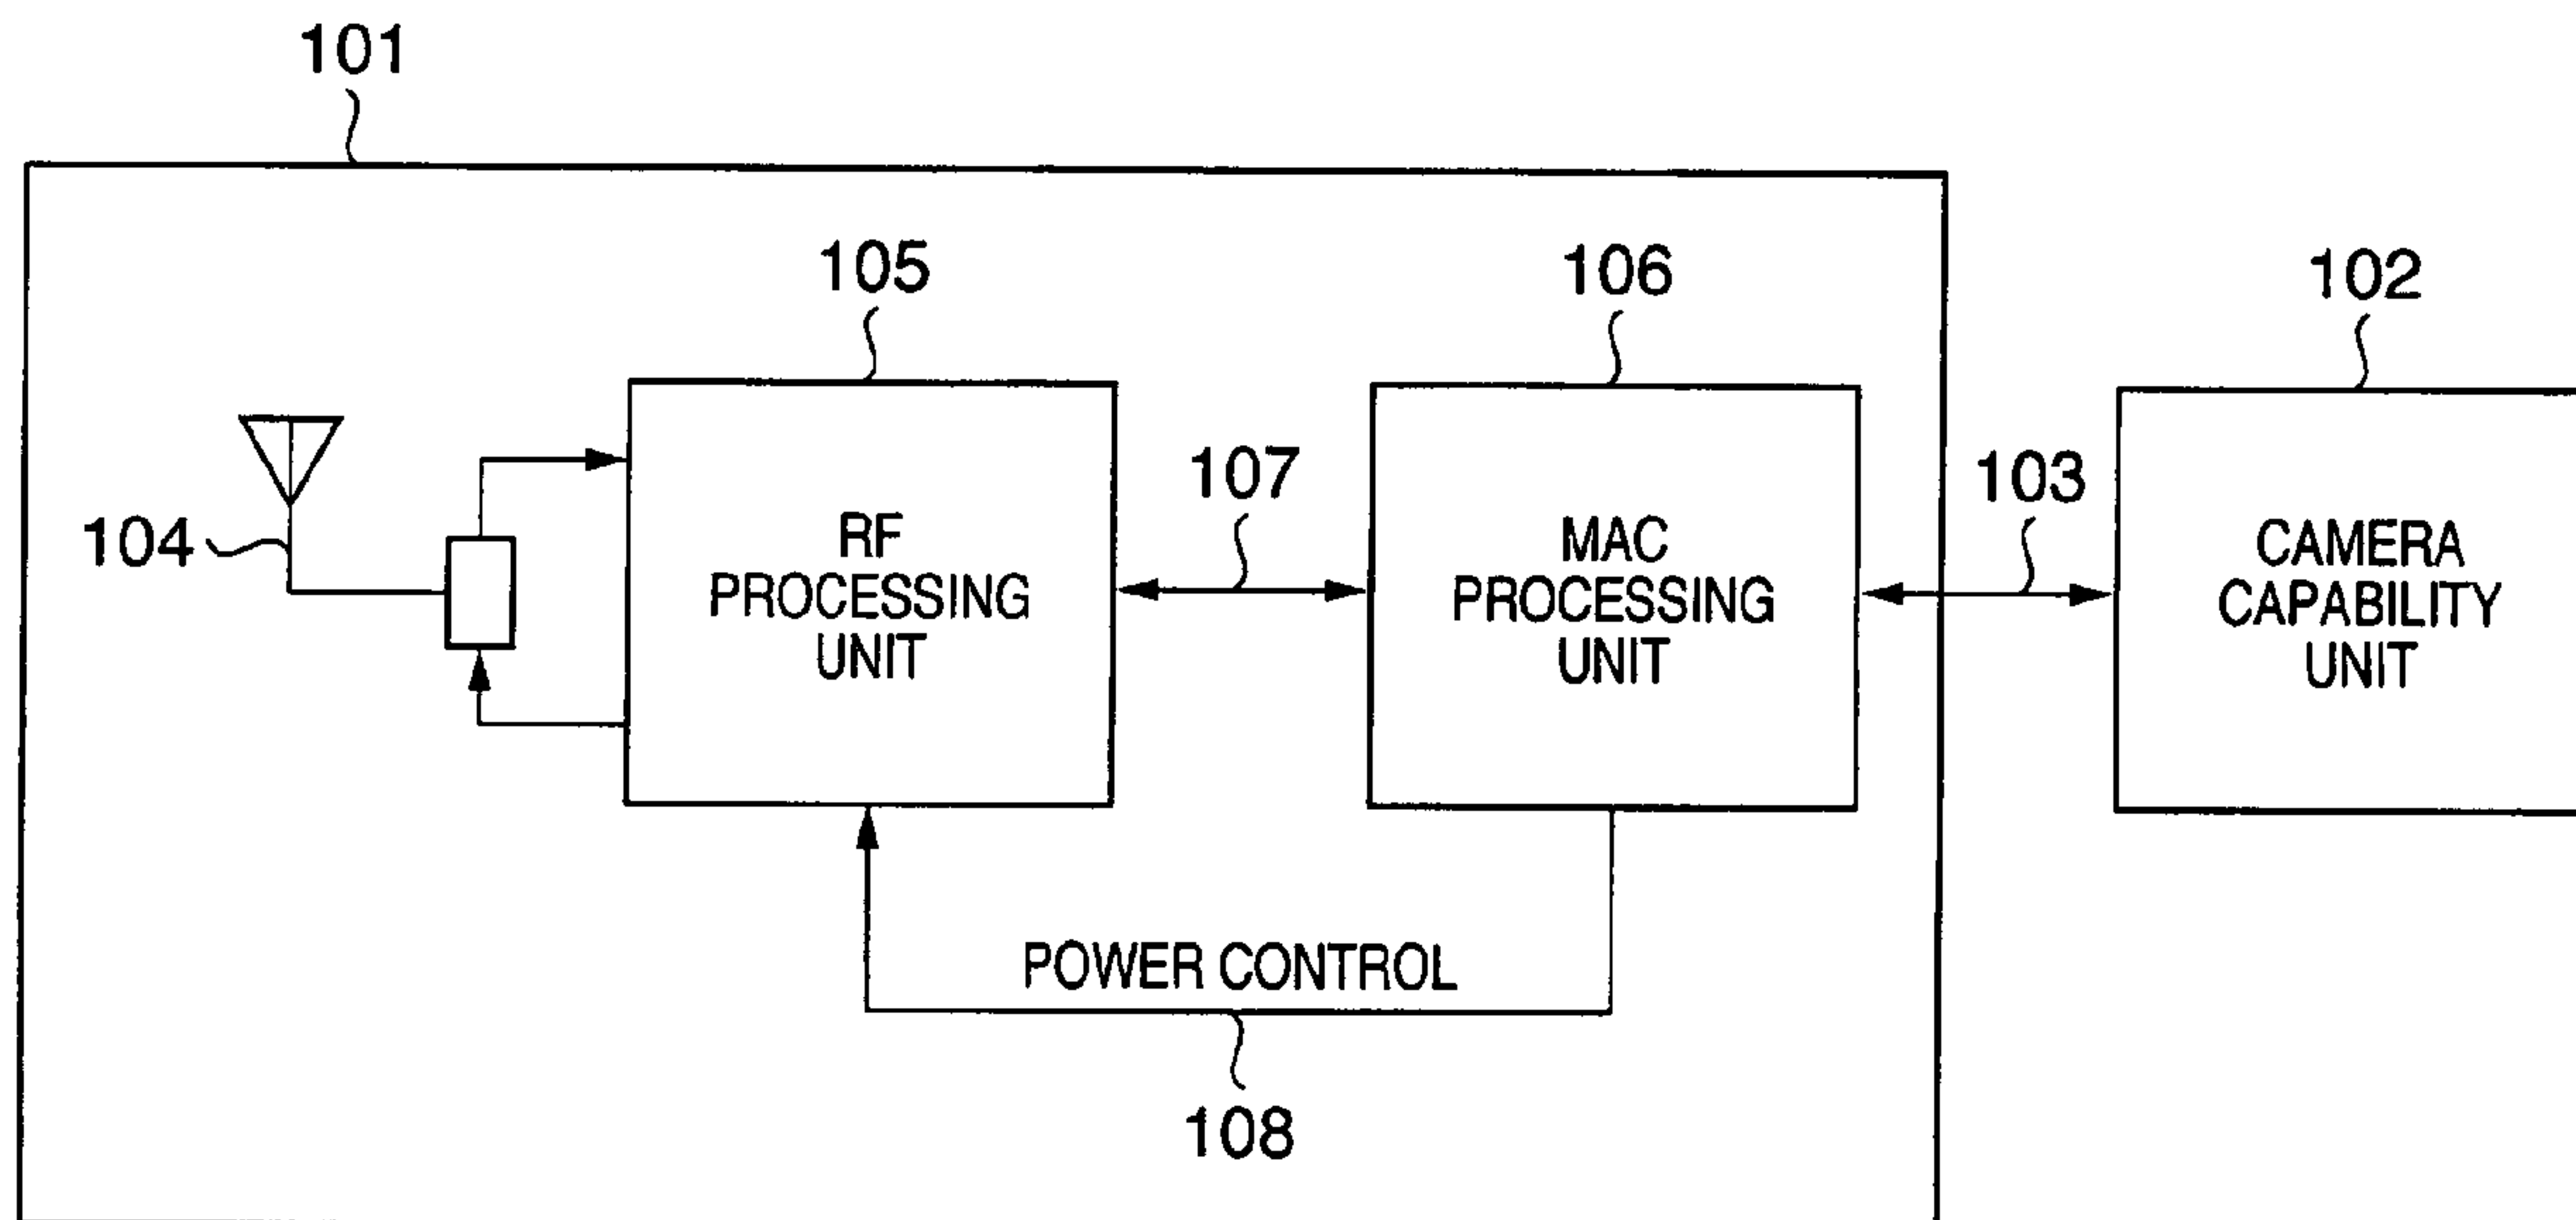 101
105
106
102
104
107
103
RF
PROCESSING
UNIT
MAC
PROCESSING
UNIT
CAMERA
CAPABILITY
UNIT
POWER CONTROL
108